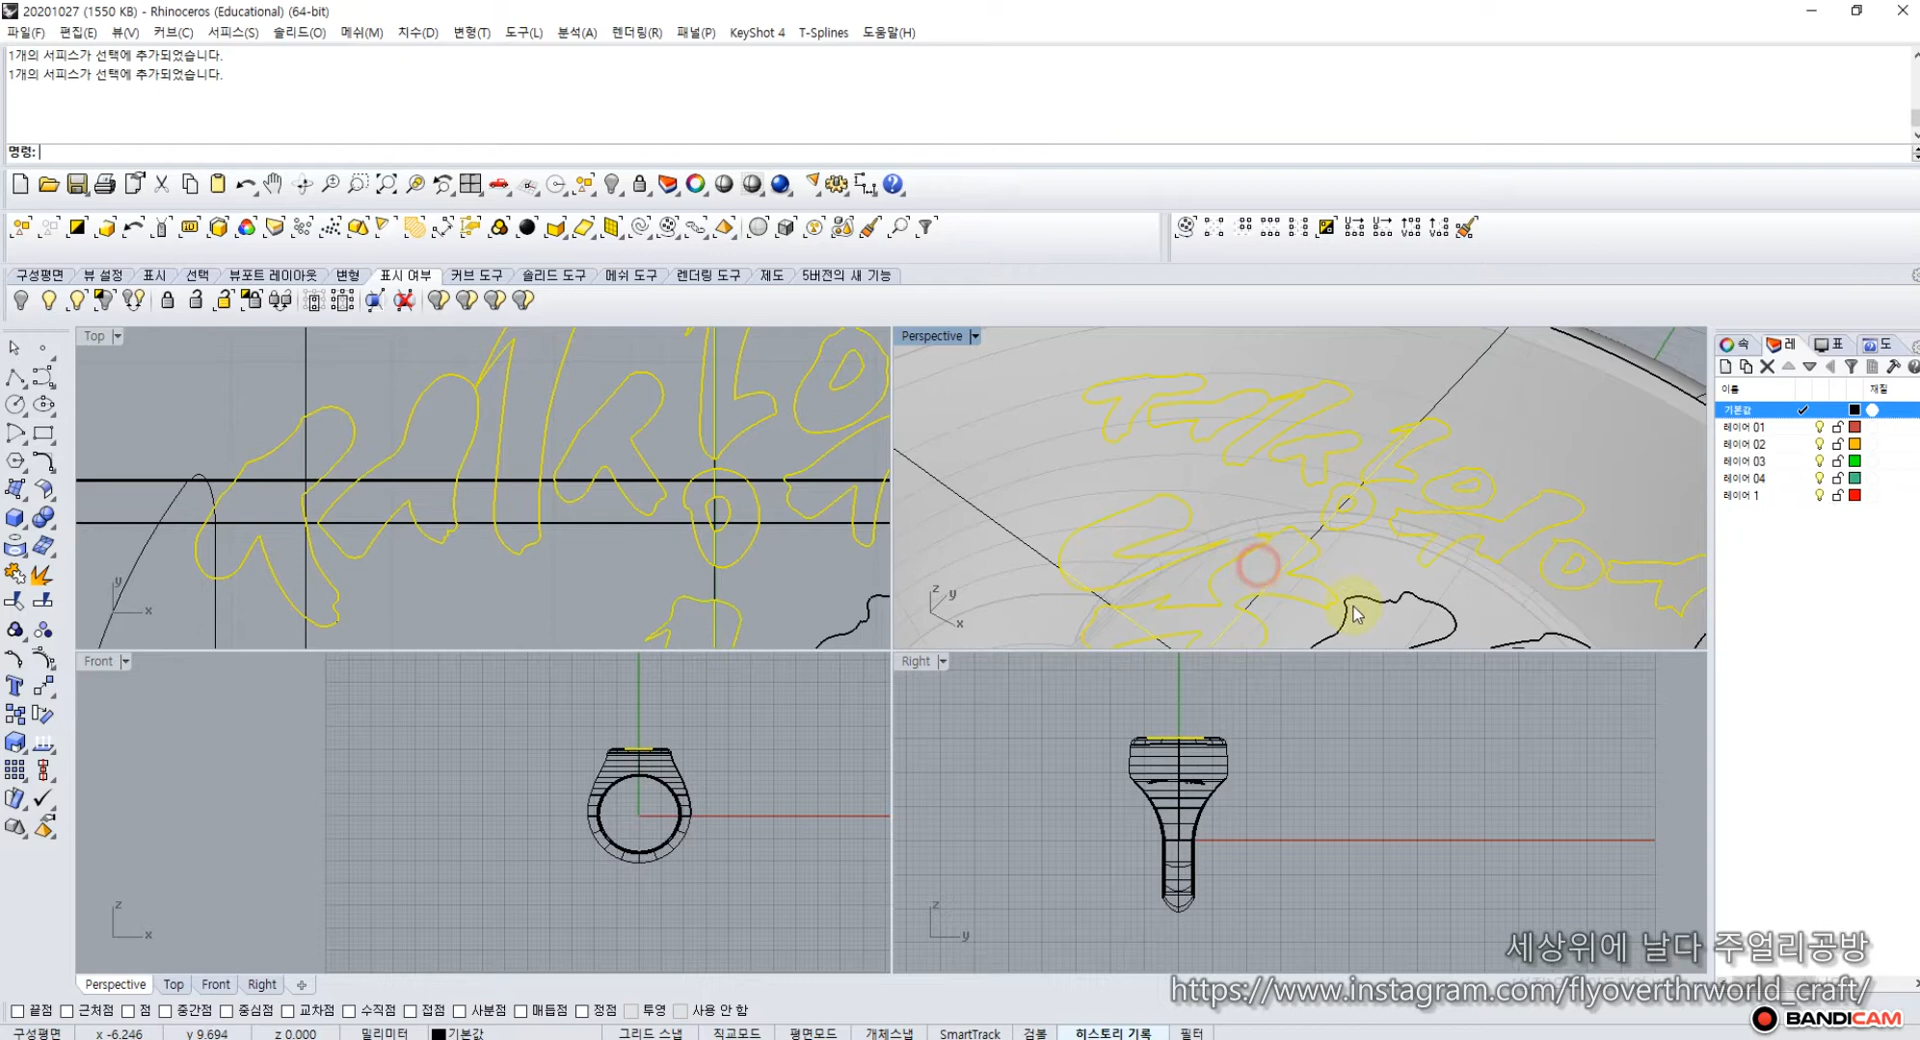 20201027 (1550 KB) - Rhinoceros (Educational) (64-bit)
파일(F) 편집(E) 뷰(V) 커브(C) 서피스(S) 솔리드(O) 메쉬(M) 치수(D) 변형(T) 도구(L) 분석(A) 렌더링(R) 패널(P) KeyShot 4 T-Splines 도움말(H)
1개의 서피스가 선택에 추가되었습니다.
1개의 서피스가 선택에 추가되었습니다.
명령:
구성평면 뷰 설정 표시 선택 뷰포트 레이아웃 변형 표시 여부 커브 도구 솔리드 도구 메쉬 도구 렌더링 도구 제도 5버전의 새 기능
Top
Perspective
속 레 표 도
이름 재질
기본값
레이어 01
레이어 02
레이어 03
레이어 04
레이어 1
y x
z y x
Front
Right
z x
z y
세상위에 날다 주얼리공방
https://www.instagram.com/flyoverthrworld_craft/
BANDICAM
Perspective Top Front Right
끝점 근처점 점 중간점 중심점 교차점 수직점 접점 사분점 매듭점 정점 투영 사용 안 함
구성평면 x -6.246 y 9.694 z 0.000 밀리미터 기본값 그리드 스냅 직교모드 평면모드 개체스냅 SmartTrack 검볼 히스토리 기록 필터